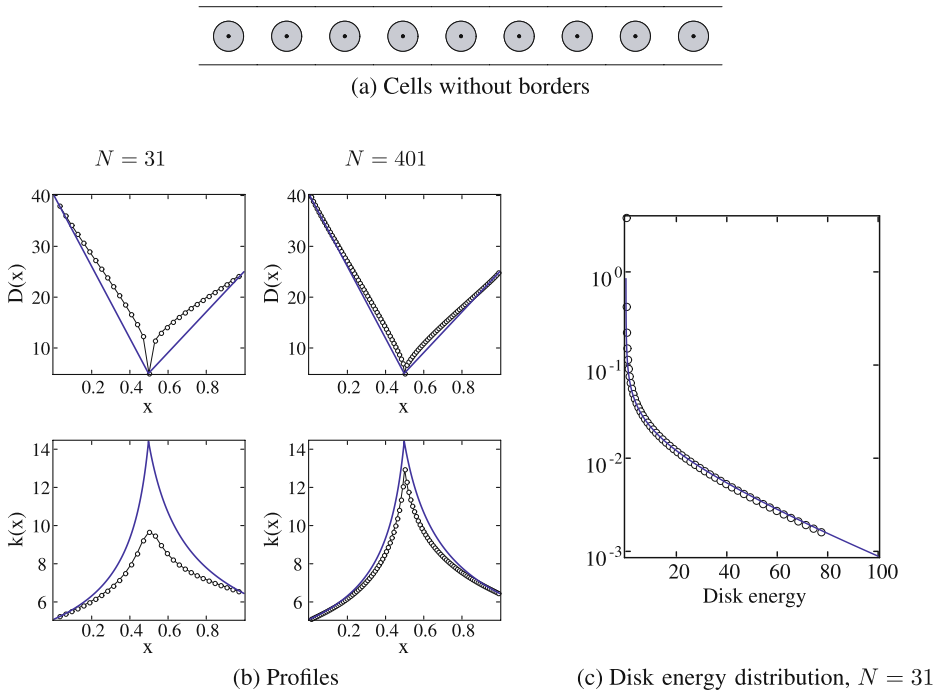 (a) Cells without borders
N = 31
N = 401
40
30
20
10
D(x)
0.2 0.4 0.6 0.8
x
40
30
20
10
D(x)
0.2 0.4 0.6 0.8
x
14
12
10
8
6
k(x)
0.2 0.4 0.6 0.8
x
14
12
10
8
6
k(x)
0.2 0.4 0.6 0.8
x
(b) Profiles
10^0
10^-1
10^-2
10^-3
20 40 60 80 100
Disk energy
(c) Disk energy distribution, N = 31